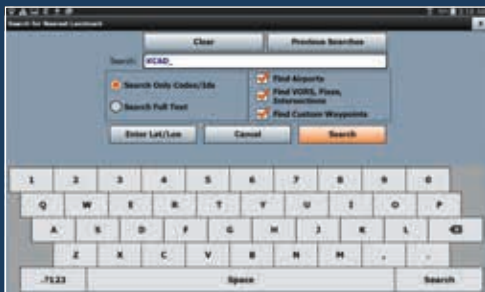 Search for Nearest Landmark
Clear Previous Searches
Search: KCAD_
Search Only Codes/Ids
Search Full Text
Find Airports
Find VORS, Fixes, Intersections
Find Custom Waypoints
Enter Lat/Lon Cancel Search
1 2 3 4 5 6 7 8 9 0
Q W E R T Y U I O P
A S D F G H J K L
Z X C V B N M , .
.?123 Space Search